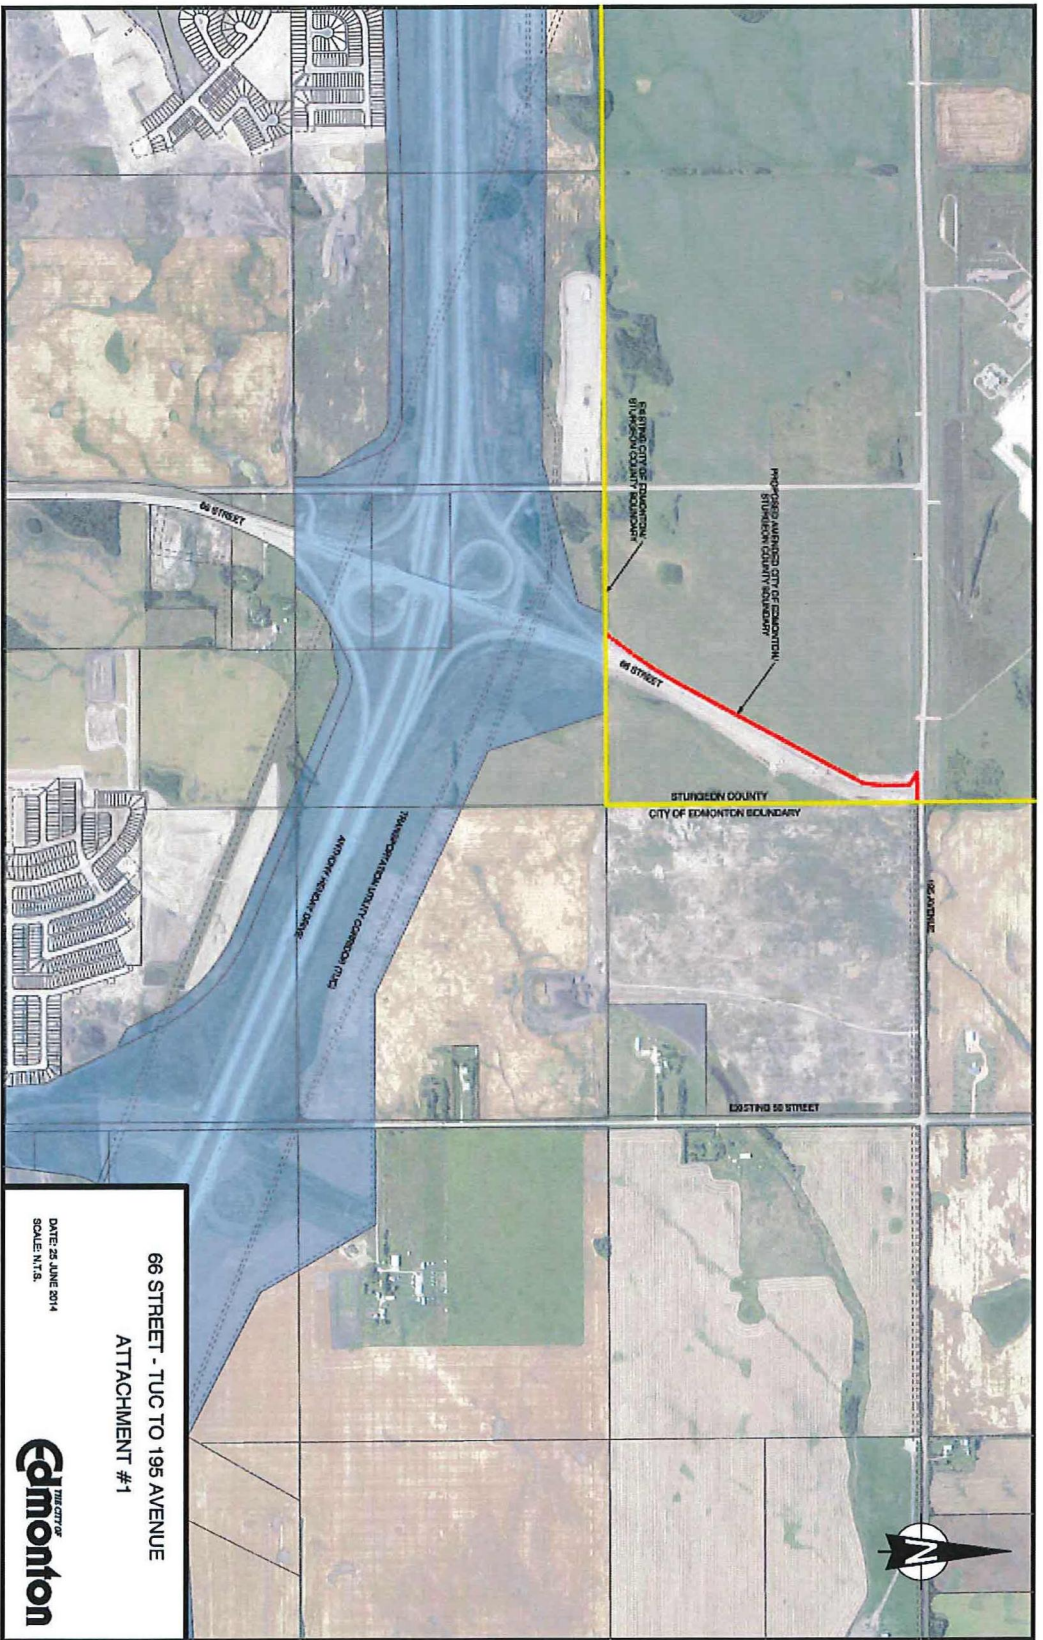 EXISTING CITY OF EDMONTON/
STURGEON COUNTY BOUNDARY
PROPOSED AMENDED CITY OF EDMONTON/
STURGEON COUNTY BOUNDARY
66 STREET
66 STREET
STURGEON COUNTY
CITY OF EDMONTON BOUNDARY
195 AVENUE
TRANSPORTATION UTILITY CORRIDOR (TUC)
ANTHONY HENDAY DRIVE
EXISTING 50 STREET
N
66 STREET - TUC TO 195 AVENUE
ATTACHMENT #1
DATE: 25 JUNE 2014
SCALE: N.T.S.
THE CITY OF
Edmonton